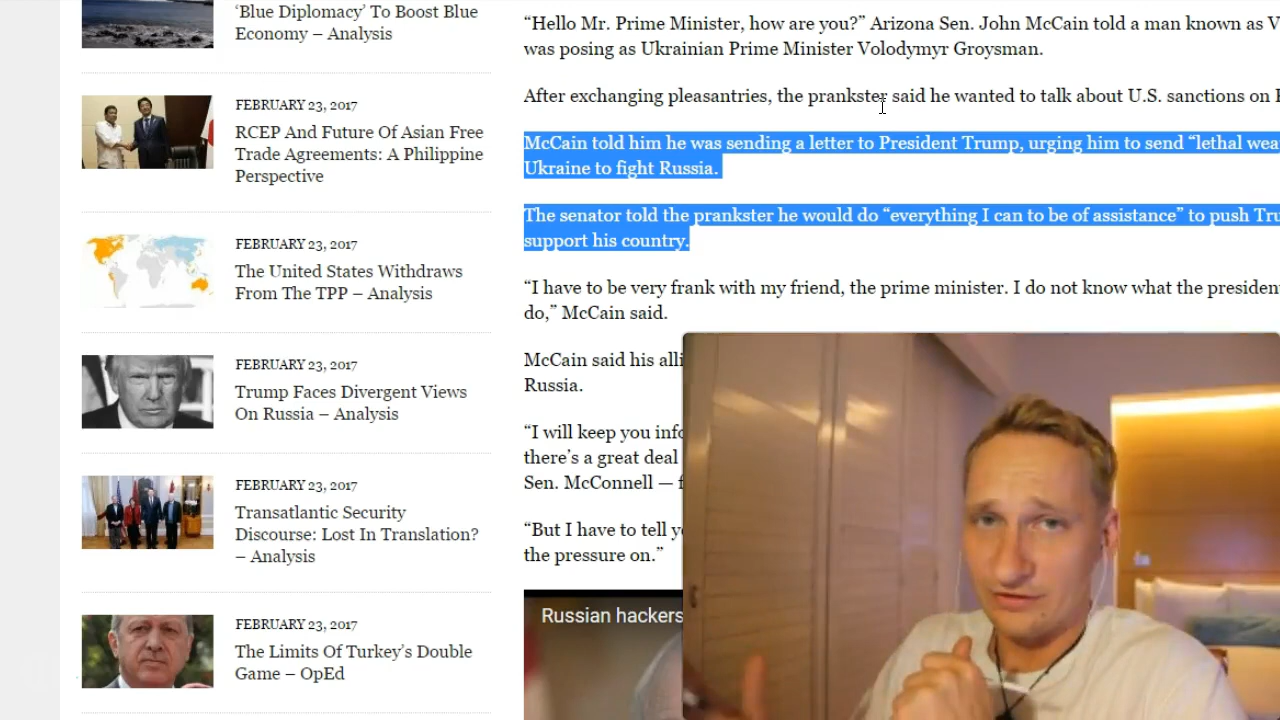 ‘Blue Diplomacy’ To Boost Blue
Economy – Analysis
FEBRUARY 23, 2017
RCEP And Future Of Asian Free
Trade Agreements: A Philippine
Perspective
FEBRUARY 23, 2017
The United States Withdraws
From The TPP – Analysis
FEBRUARY 23, 2017
Trump Faces Divergent Views
On Russia – Analysis
FEBRUARY 23, 2017
Transatlantic Security
Discourse: Lost In Translation?
– Analysis
FEBRUARY 23, 2017
The Limits Of Turkey’s Double
Game – OpEd
“Hello Mr. Prime Minister, how are you?” Arizona Sen. John McCain told a man known as V
was posing as Ukrainian Prime Minister Volodymyr Groysman.
After exchanging pleasantries, the prankster said he wanted to talk about U.S. sanctions on
McCain told him he was sending a letter to President Trump, urging him to send “lethal wea
Ukraine to fight Russia.
The senator told the prankster he would do “everything I can to be of assistance” to push Tru
support his country.
“I have to be very frank with my friend, the prime minister. I do not know what the presiden
do,” McCain said.
McCain said his alli
Russia.
“I will keep you info
there’s a great deal
Sen. McConnell —
“But I have to tell y
the pressure on.”
Russian hackers